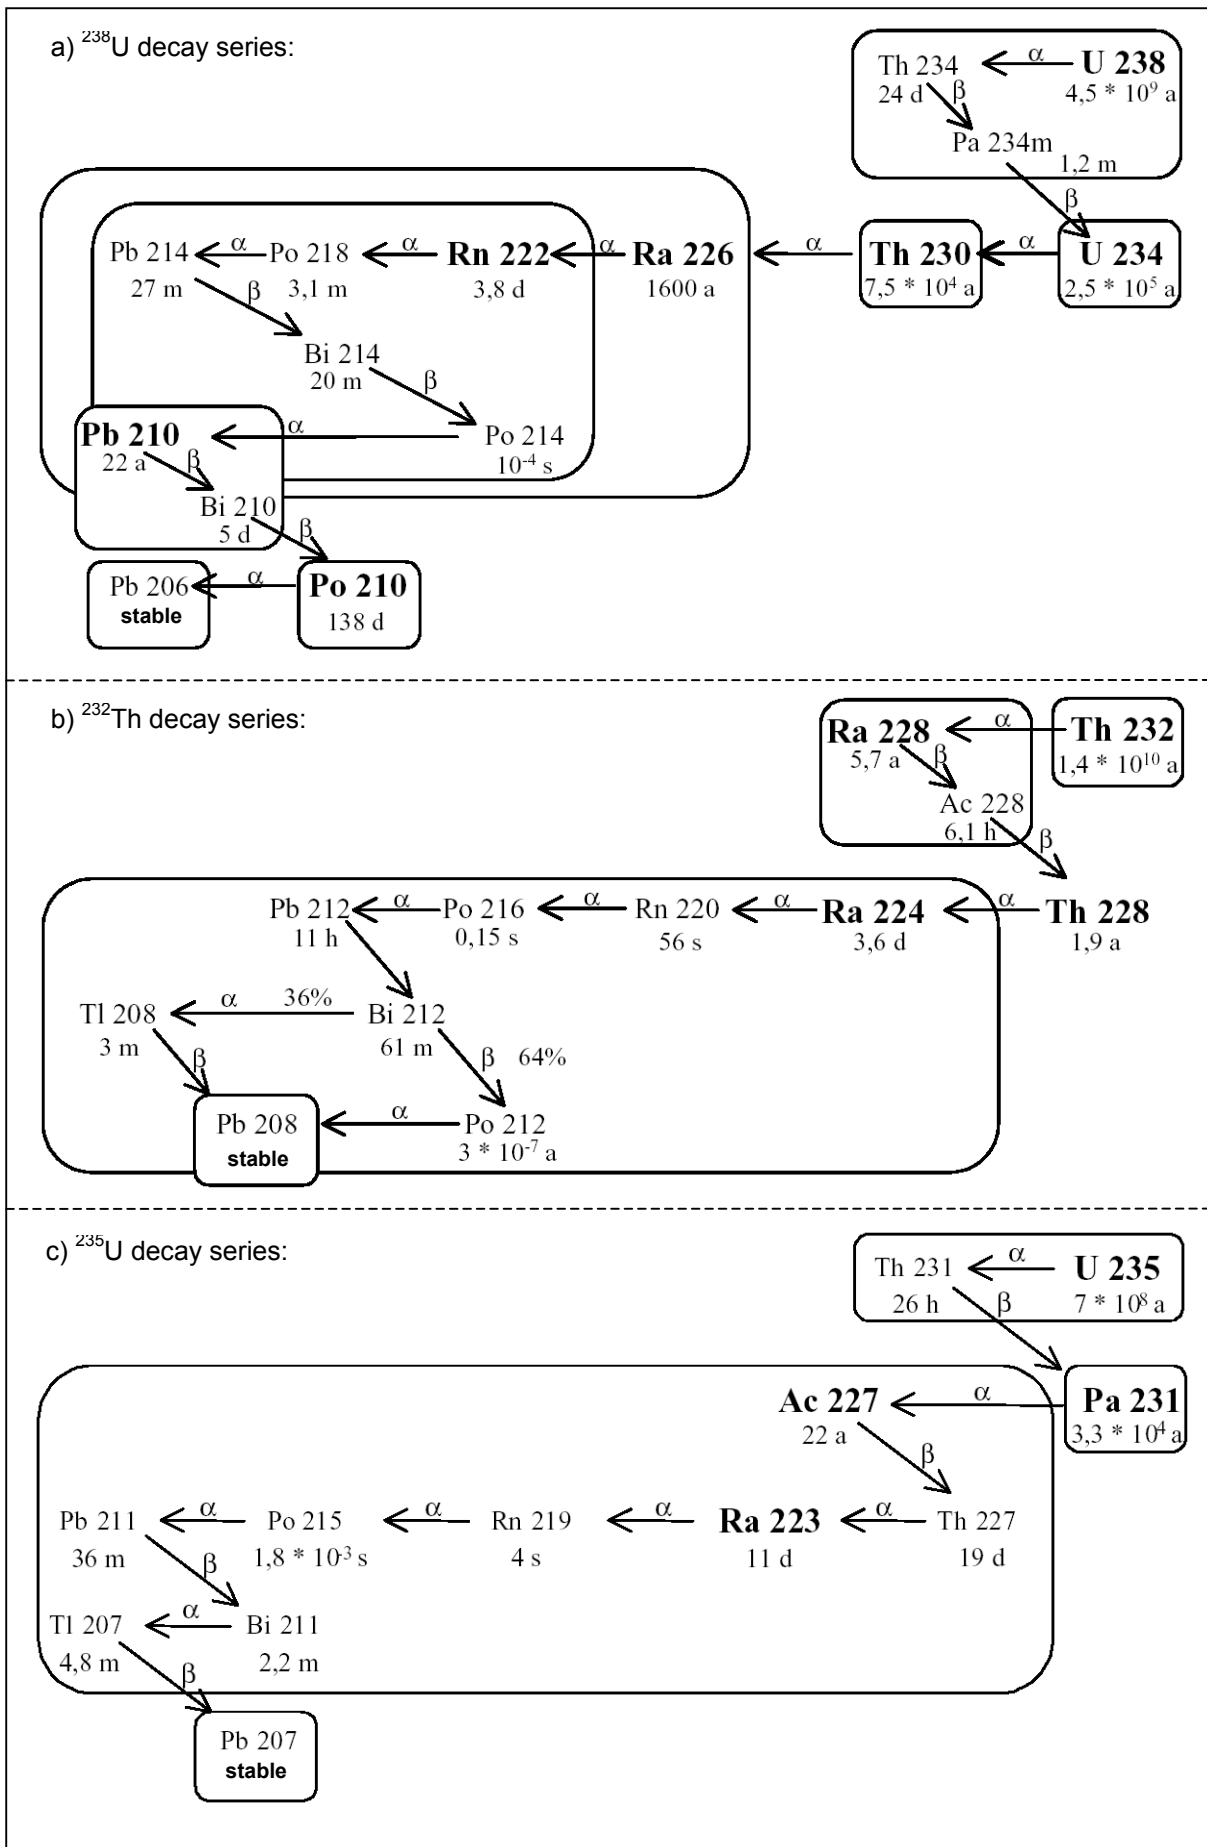 a) ²³⁸U decay series:
Th 234 α U 238
24 d β 4,5 * 10⁹ a
Pa 234m
1,2 m
β
Pb 214 α Po 218 α Rn 222 α Ra 226 α Th 230 α U 234
27 m 3,1 m 3,8 d 1600 a 7,5 * 10⁴ a 2,5 * 10⁵ a
β
Bi 214
20 m β
Pb 210 α Po 214
22 a β 10⁻⁴ s
Bi 210
5 d β
Pb 206 α Po 210
stable 138 d
b) ²³²Th decay series:
Ra 228 α Th 232
5,7 a β 1,4 * 10¹⁰ a
Ac 228
6,1 h β
Pb 212 α Po 216 α Rn 220 α Ra 224 α Th 228
11 h 0,15 s 56 s 3,6 d 1,9 a
Tl 208 α 36% Bi 212
3 m β 61 m β 64%
Pb 208 α Po 212
stable 3 * 10⁻⁷ a
c) ²³⁵U decay series:
Th 231 α U 235
26 h β 7 * 10⁸ a
Ac 227 α Pa 231
22 a β 3,3 * 10⁴ a
Pb 211 α Po 215 α Rn 219 α Ra 223 α Th 227
36 m β 1,8 * 10⁻³ s 4 s 11 d 19 d
Tl 207 α Bi 211
4,8 m β 2,2 m
Pb 207
stable